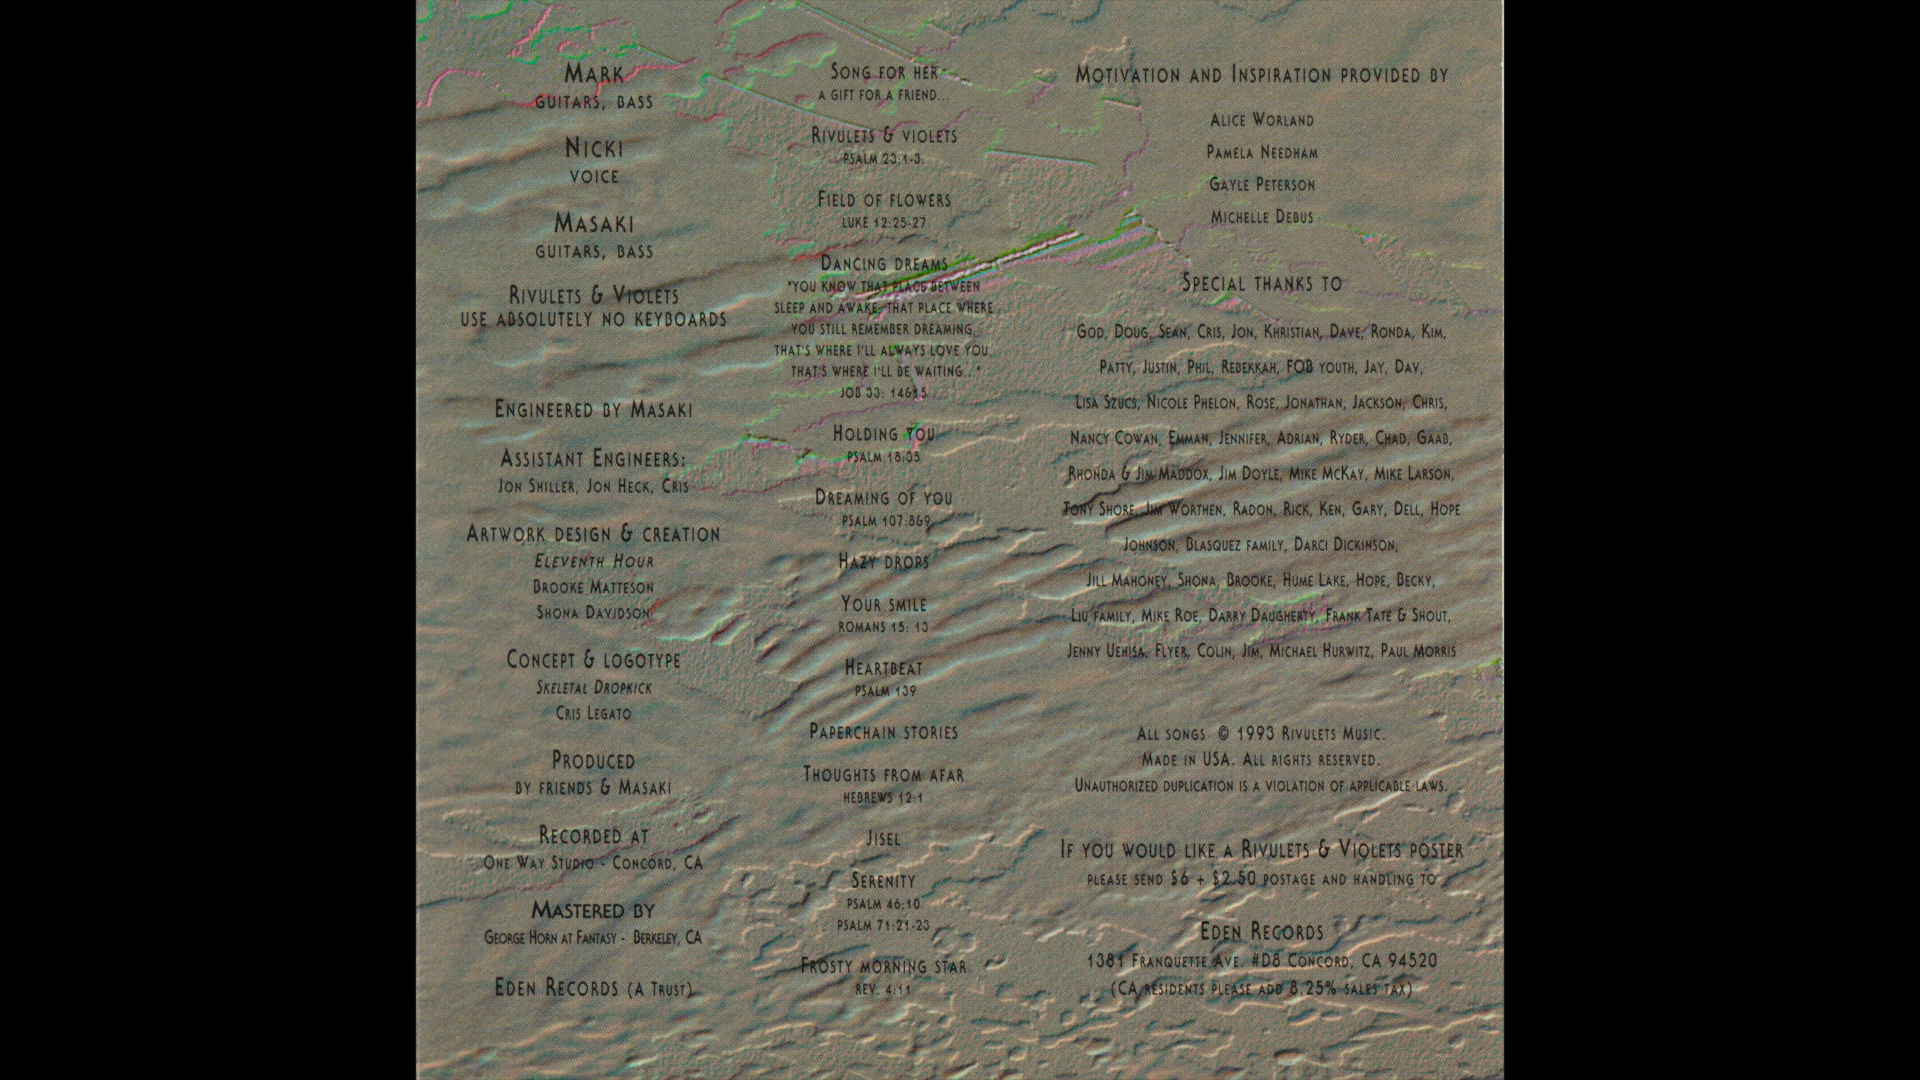 Mark
guitars, bass
Nicki
voice
Masaki
guitars, bass
Rivulets & Violets
use absolutely no keyboards
Engineered by Masaki
Assistant Engineers:
Jon Shiller, Jon Heck, Cris
Artwork design & creation
Eleventh Hour
Brooke Matteson
Shona Davidson
Concept & logotype
Skeletal Dropkick
Cris Legato
Produced
by friends & Masaki
Recorded at
One Way Studio - Concord, CA
Mastered by
George Horn at Fantasy - Berkeley, CA
Eden Records (A Trust)
Song for her
a gift for a friend...
Rivulets & violets
Psalm 23:1-3.
Field of flowers
Luke 12:25-27
Dancing dreams
"You know that place between
sleep and awake, that place where
you still remember dreaming,
that's where I'll always love you,
that's where I'll be waiting..."
Job 33: 14&15
Holding you
Psalm 18:35
Dreaming of you
Psalm 107:8&9
Hazy drops
Your smile
Romans 15: 13
Heartbeat
Psalm 139
Paperchain stories
Thoughts from afar
Hebrews 12:1
Jisel
Serenity
Psalm 46:10
Psalm 71:21-23
Frosty morning star
Rev. 4:11
Motivation and Inspiration provided by
Alice Worland
Pamela Needham
Gayle Peterson
Michelle Debus
Special thanks to
God, Doug, Sean, Cris, Jon, Khristian, Dave, Ronda, Kim,
Patty, Justin, Phil, Rebekkah, FOB youth, Jay, Dav,
Lisa Szucs, Nicole Phelon, Rose, Jonathan, Jackson, Chris,
Nancy Cowan, Emman, Jennifer, Adrian, Ryder, Chad, Gaab,
Rhonda & Jim Maddox, Jim Doyle, Mike McKay, Mike Larson,
Tony Shore, Jim Worthen, Radon, Rick, Ken, Gary, Dell, Hope
Johnson, Blasquez family, Darci Dickinson,
Jill Mahoney, Shona, Brooke, Hume Lake, Hope, Becky,
Liu family, Mike Roe, Darry Daugherty, Frank Tate & Shout,
Jenny Uehisa, Flyer, Colin, Jim, Michael Hurwitz, Paul Morris
All songs © 1993 Rivulets Music.
Made in USA. All rights reserved.
Unauthorized duplication is a violation of applicable laws.
If you would like a Rivulets & Violets poster
please send $6 + $2.50 postage and handling to
Eden Records
1381 Franquette Ave. #D8 Concord, CA 94520
(CA residents please add 8.25% sales tax)